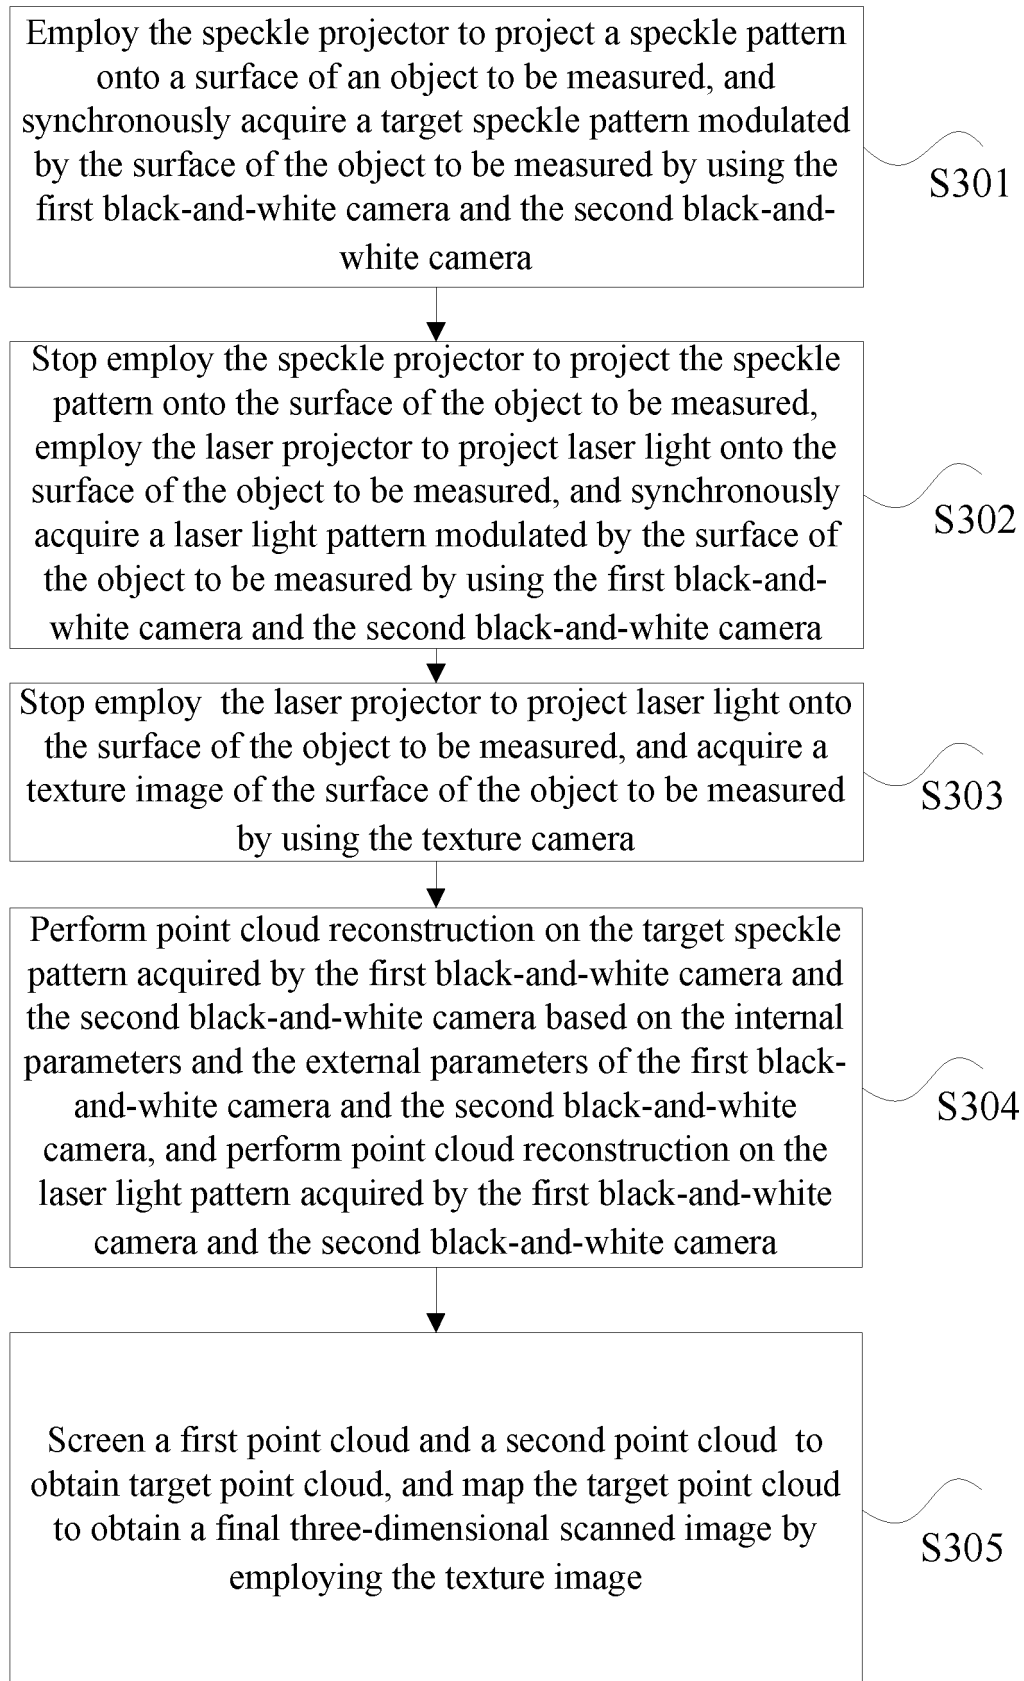 Employ the speckle projector to project a speckle pattern
onto a surface of an object to be measured, and
synchronously acquire a target speckle pattern modulated
by the surface of the object to be measured by using the
first black-and-white camera and the second black-and-
white camera
S301
Stop employ the speckle projector to project the speckle
pattern onto the surface of the object to be measured,
employ the laser projector to project laser light onto the
surface of the object to be measured, and synchronously
acquire a laser light pattern modulated by the surface of
the object to be measured by using the first black-and-
white camera and the second black-and-white camera
S302
Stop employ  the laser projector to project laser light onto
the surface of the object to be measured, and acquire a
texture image of the surface of the object to be measured
by using the texture camera
S303
Perform point cloud reconstruction on the target speckle
pattern acquired by the first black-and-white camera and
the second black-and-white camera based on the internal
parameters and the external parameters of the first black-
and-white camera and the second black-and-white
camera, and perform point cloud reconstruction on the
laser light pattern acquired by the first black-and-white
camera and the second black-and-white camera
S304
Screen a first point cloud and a second point cloud  to
obtain target point cloud, and map the target point cloud
to obtain a final three-dimensional scanned image by
employing the texture image
S305